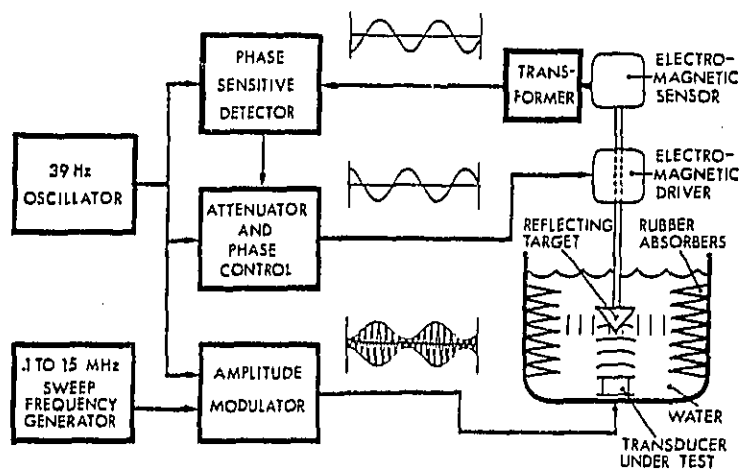 PHASE
SENSITIVE
DETECTOR
TRANS-
FORMER
ELECTRO-
MAGNETIC
SENSOR
39 Hz
OSCILLATOR
ATTENUATOR
AND
PHASE
CONTROL
ELECTRO-
MAGNETIC
DRIVER
REFLECTING
TARGET
RUBBER
ABSORBERS
.1 TO 15 MHz
SWEEP
FREQUENCY
GENERATOR
AMPLITUDE
MODULATOR
WATER
TRANSDUCER
UNDER TEST